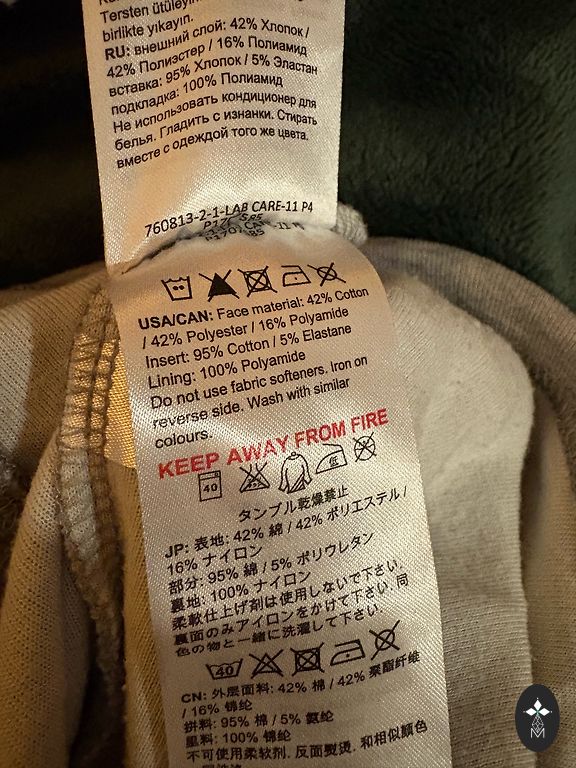 Tersten ütüleyin
birlikte yıkayın.
RU: внешний слой: 42% Хлопок /
42% Полиэстер / 16% Полиамид
вставка: 95% Хлопок / 5% Эластан
подкладка: 100% Полиамид
Не использовать кондиционер для
белья. Гладить с изнанки. Стирать
вместе с одеждой того же цвета.
760813-2-1-LAB CARE-11 P4
USA/CAN: Face material: 42% Cotton
/ 42% Polyester / 16% Polyamide
Insert: 95% Cotton / 5% Elastane
Lining: 100% Polyamide
Do not use fabric softeners. Iron on
reverse side. Wash with similar
colours.
KEEP AWAY FROM FIRE
40
タンブル乾燥禁止
JP: 表地: 42% 綿 / 42% ポリエステル /
16% ナイロン
部分: 95% 綿 / 5% ポリウレタン
裏地: 100% ナイロン
柔軟仕上げ剤は使用しないで下さい.
裏面のみアイロンをかけて下さい. 同
色の物と一緒に洗濯して下さい.
40
CN: 外层面料: 42% 棉 / 42% 聚酯纤维
/ 16% 锦纶
拼料: 95% 棉 / 5% 氨纶
里料: 100% 锦纶
不可使用柔软剂. 反面熨烫. 和相似颜色
M